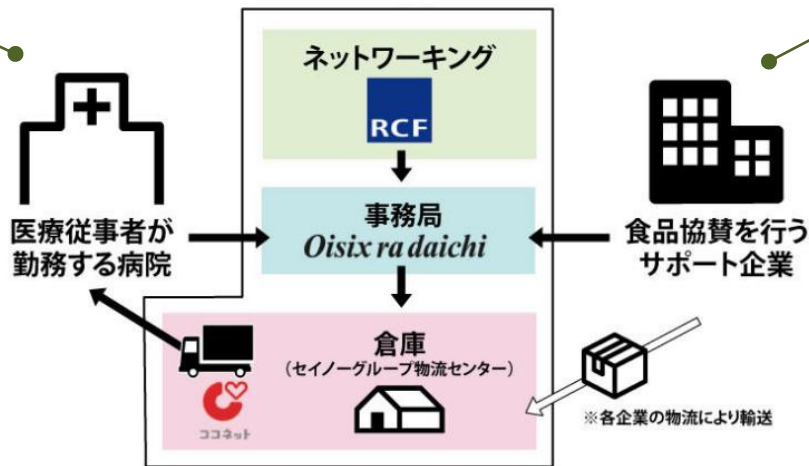 ネットワーキング
RCF
医療従事者が
勤務する病院
事務局
Oisix ra daichi
食品協賛を行う
サポート企業
倉庫
（セイノーグループ物流センター）
ココネット
※各企業の物流により輸送